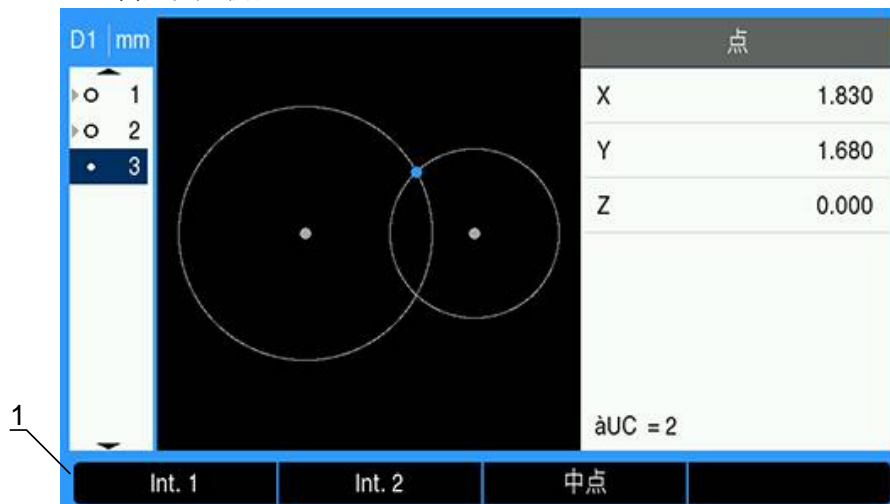 D1 mm
点
1
2
3
X 1.830
Y 1.680
Z 0.000
àUC = 2
1
Int. 1 Int. 2 中点